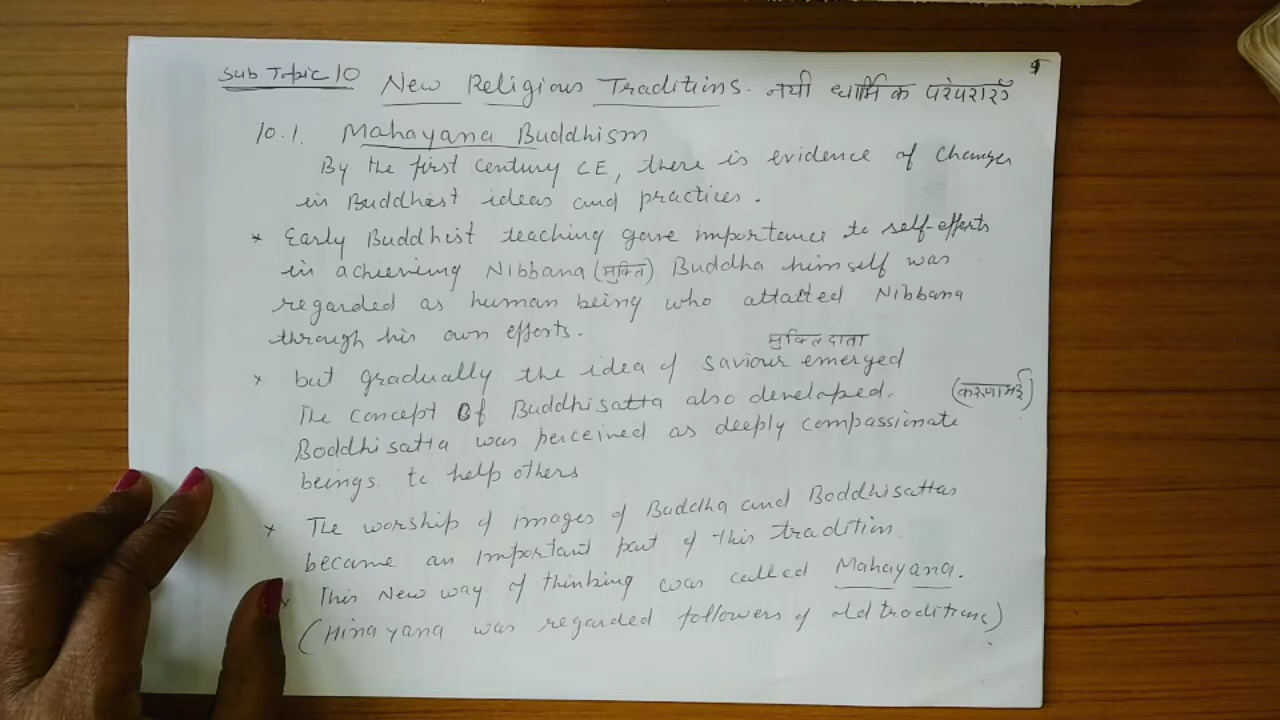 Sub Topic 10 New Religious Traditions. नयी धार्मिक परंपराएँ
10.1. Mahayana Buddhism
By the first century CE, there is evidence of changes
in Buddhist ideas and practices.
* Early Buddhist teaching gave importance to self-efforts
in achieving Nibbana (मुक्ति) Buddha himself was
regarded as human being who attatted Nibbana
through his own efforts.
मुक्तिदाता
* but gradually the idea of saviour emerged
The concept Of Buddhisatta also developed. (करुणामई)
Boddhisatta was perceined as deeply compassionate
beings. to help others
* The worship of images of Buddha and Boddhisattas
became an important part of this tradition.
* This New way of thinking was called Mahayana.
(Hinayana was regarded followers of old traditions)